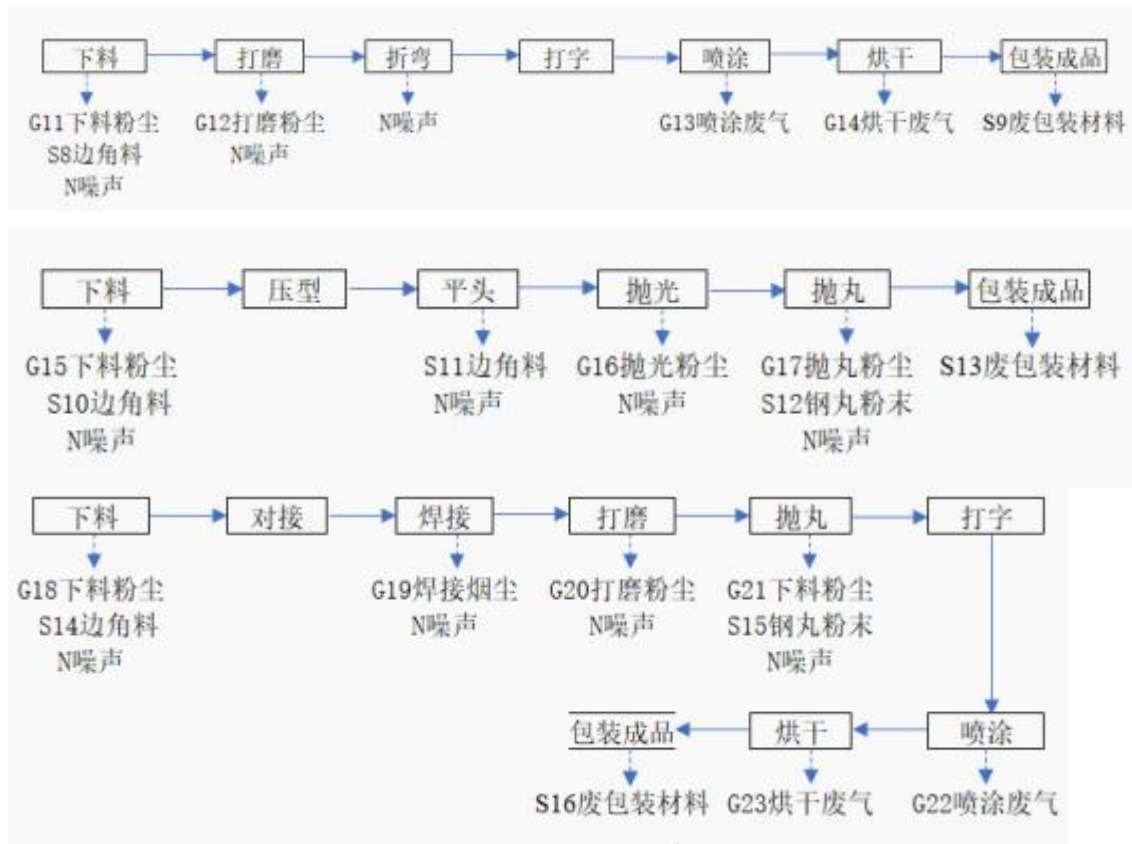 下料 打磨 折弯 打字 喷涂 烘干 包装成品
G11下料粉尘 G12打磨粉尘 N噪声 G13喷涂废气 G14烘干废气 S9废包装材料
S8边角料 N噪声
N噪声
下料 压型 平头 抛光 抛丸 包装成品
G15下料粉尘 S11边角料 G16抛光粉尘 G17抛丸粉尘 S13废包装材料
S10边角料 N噪声 N噪声 S12钢丸粉末
N噪声 N噪声
下料 对接 焊接 打磨 抛丸 打字
G18下料粉尘 G19焊接烟尘 G20打磨粉尘 G21下料粉尘
S14边角料 N噪声 N噪声 S15钢丸粉末
N噪声 N噪声
包装成品 烘干 喷涂
S16废包装材料 G23烘干废气 G22喷涂废气